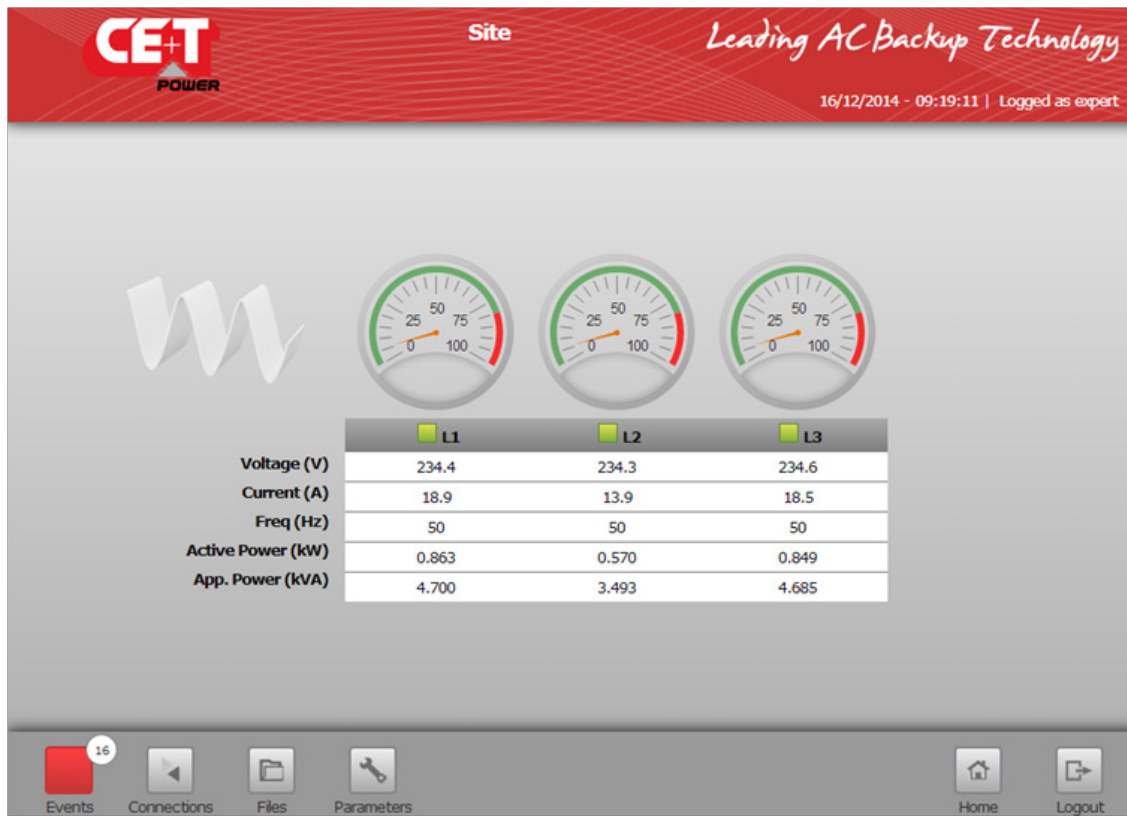 CE+T
POWER
Site
Leading AC Backup Technology
16/12/2014 - 09:19:11 | Logged as expert
50 50 50
25 75 25 75 25 75
0 100 0 100 0 100
L1 L2 L3
Voltage (V) 234.4 234.3 234.6
Current (A) 18.9 13.9 18.5
Freq (Hz) 50 50 50
Active Power (kW) 0.863 0.570 0.849
App. Power (kVA) 4.700 3.493 4.685
16
Events Connections Files Parameters Home Logout